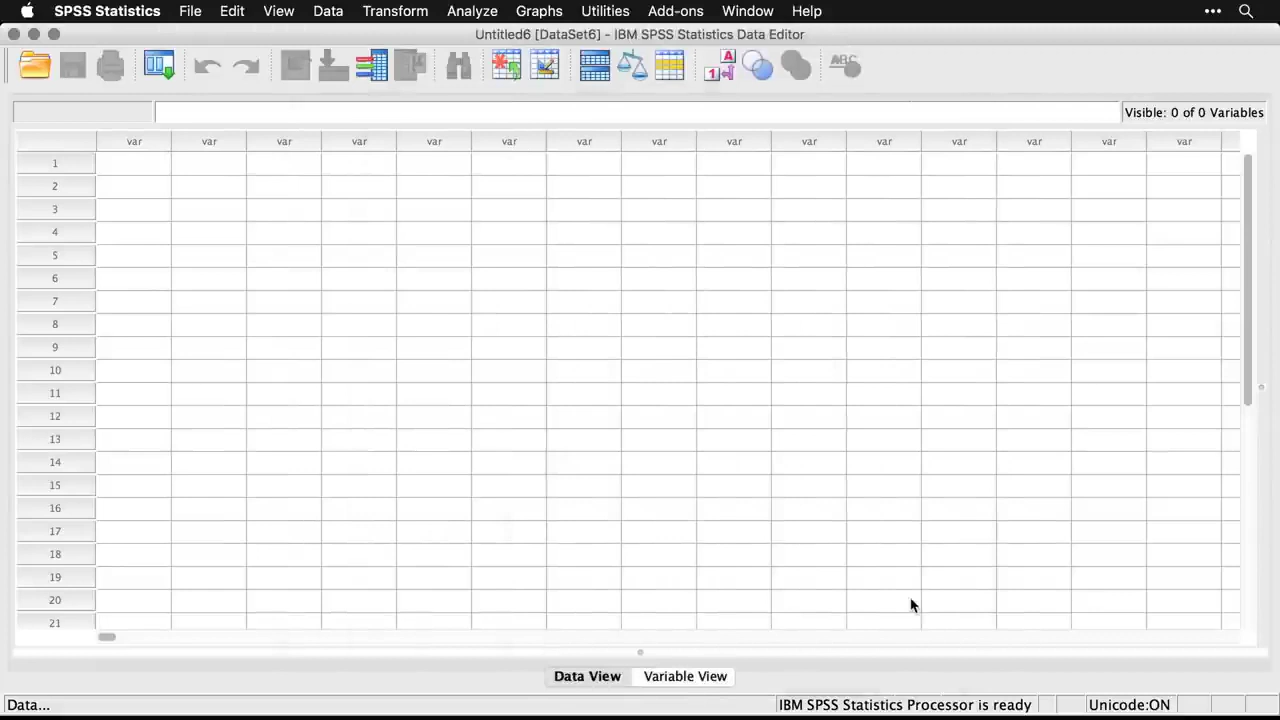 SPSS Statistics File Edit View Data Transform Analyze Graphs Utilities Add-ons Window Help
Untitled6 [DataSet6] - IBM SPSS Statistics Data Editor
A
1
ABC
Visible: 0 of 0 Variables
var var var var var var var var var var var var var var var
1
2
3
4
5
6
7
8
9
10
11
12
13
14
15
16
17
18
19
20
21
Data View Variable View
Data... IBM SPSS Statistics Processor is ready Unicode:ON